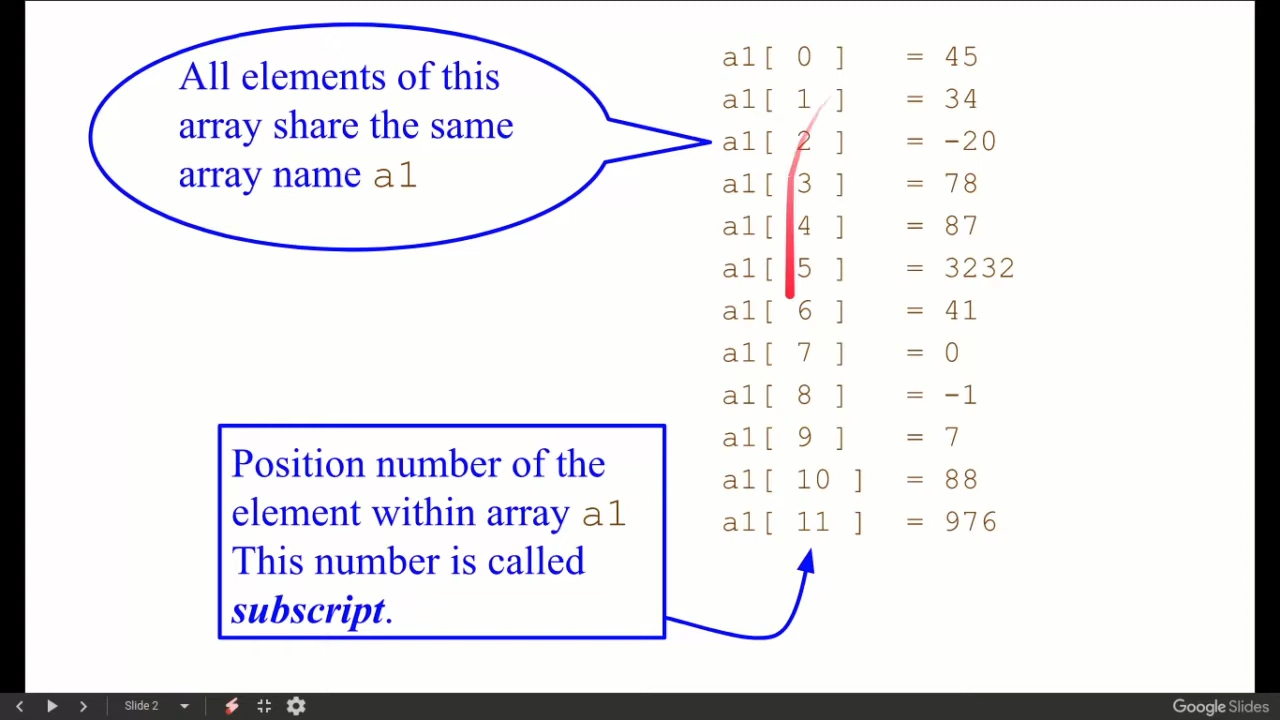 All elements of this
array share the same
array name a1
a1[ 0 ] = 45
a1[ 1 ] = 34
a1[ 2 ] = -20
a1[ 3 ] = 78
a1[ 4 ] = 87
a1[ 5 ] = 3232
a1[ 6 ] = 41
a1[ 7 ] = 0
a1[ 8 ] = -1
a1[ 9 ] = 7
a1[ 10 ] = 88
a1[ 11 ] = 976
Position number of the
element within array a1
This number is called
subscript.
Slide 2
Google Slides